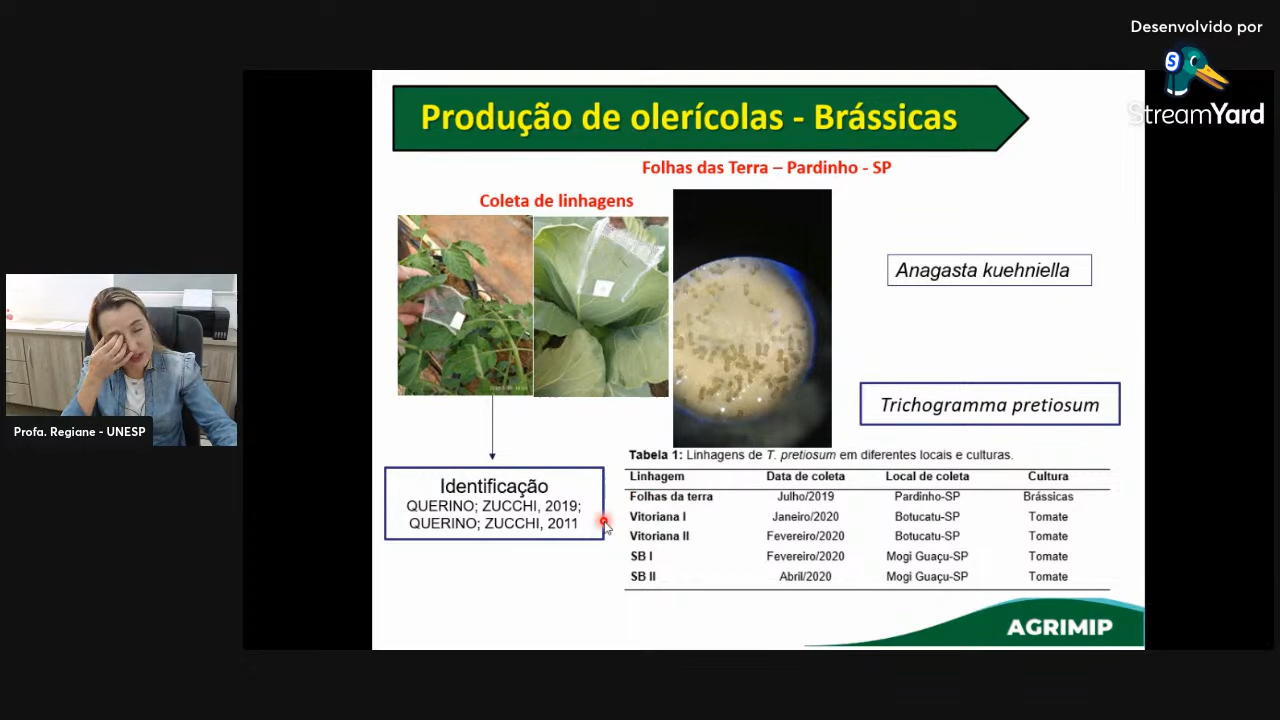 Desenvolvido por
S
StreamYard
Produção de olerícolas - Brássicas
Folhas das Terra – Pardinho - SP
Coleta de linhagens
Anagasta kuehniella
Trichogramma pretiosum
Profa. Regiane - UNESP
Identificação
QUERINO; ZUCCHI, 2019;
QUERINO; ZUCCHI, 2011
Tabela 1: Linhagens de T. pretiosum em diferentes locais e culturas.
Linhagem Data de coleta Local de coleta Cultura
Folhas da terra Julho/2019 Pardinho-SP Brássicas
Vitoriana I Janeiro/2020 Botucatu-SP Tomate
Vitoriana II Fevereiro/2020 Botucatu-SP Tomate
SB I Fevereiro/2020 Mogi Guaçu-SP Tomate
SB II Abril/2020 Mogi Guaçu-SP Tomate
AGRIMIP